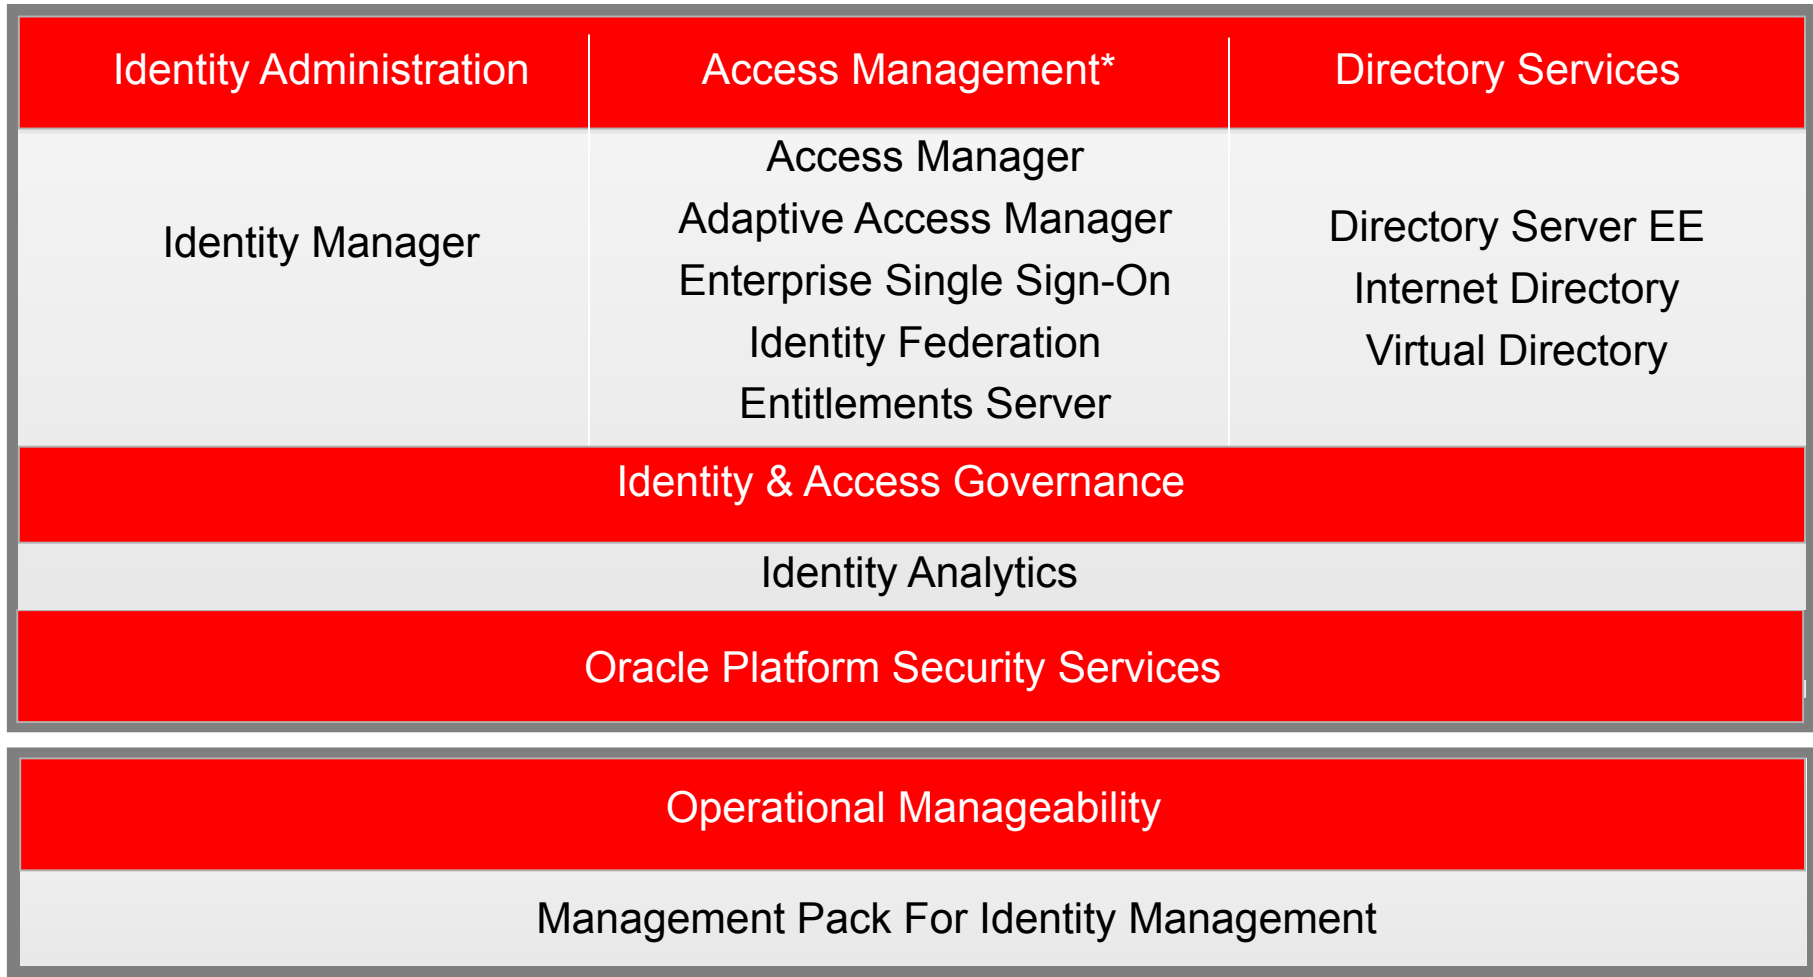 Identity Administration
Access Management*
Directory Services
Identity Manager
Access Manager
Adaptive Access Manager
Enterprise Single Sign-On
Identity Federation
Entitlements Server
Directory Server EE
Internet Directory
Virtual Directory
Identity & Access Governance
Identity Analytics
Oracle Platform Security Services
Operational Manageability
Management Pack For Identity Management